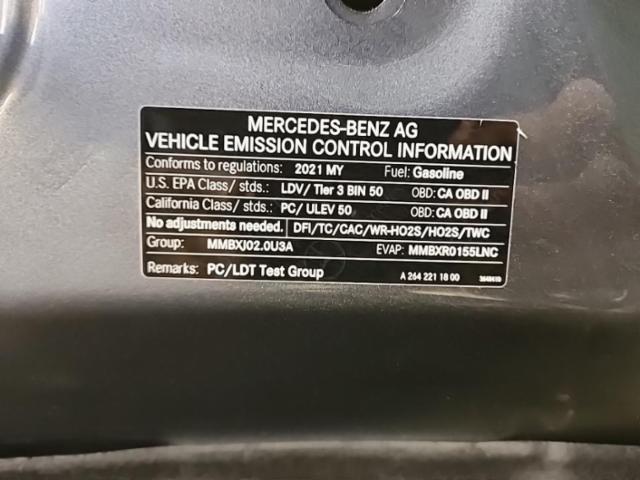 MERCEDES-BENZ AG
VEHICLE EMISSION CONTROL INFORMATION
Conforms to regulations: 2021 MY Fuel: Gasoline
U.S. EPA Class/ stds.: LDV/ Tier 3 BIN 50 OBD: CA OBD II
California Class/ stds.: PC/ ULEV 50 OBD: CA OBD II
No adjustments needed. DFI/TC/CAC/WR-HO2S/HO2S/TWC
Group: MMBXJ02.0U3A EVAP: MMBXR0155LNC
Remarks: PC/LDT Test Group A 264 221 18 00